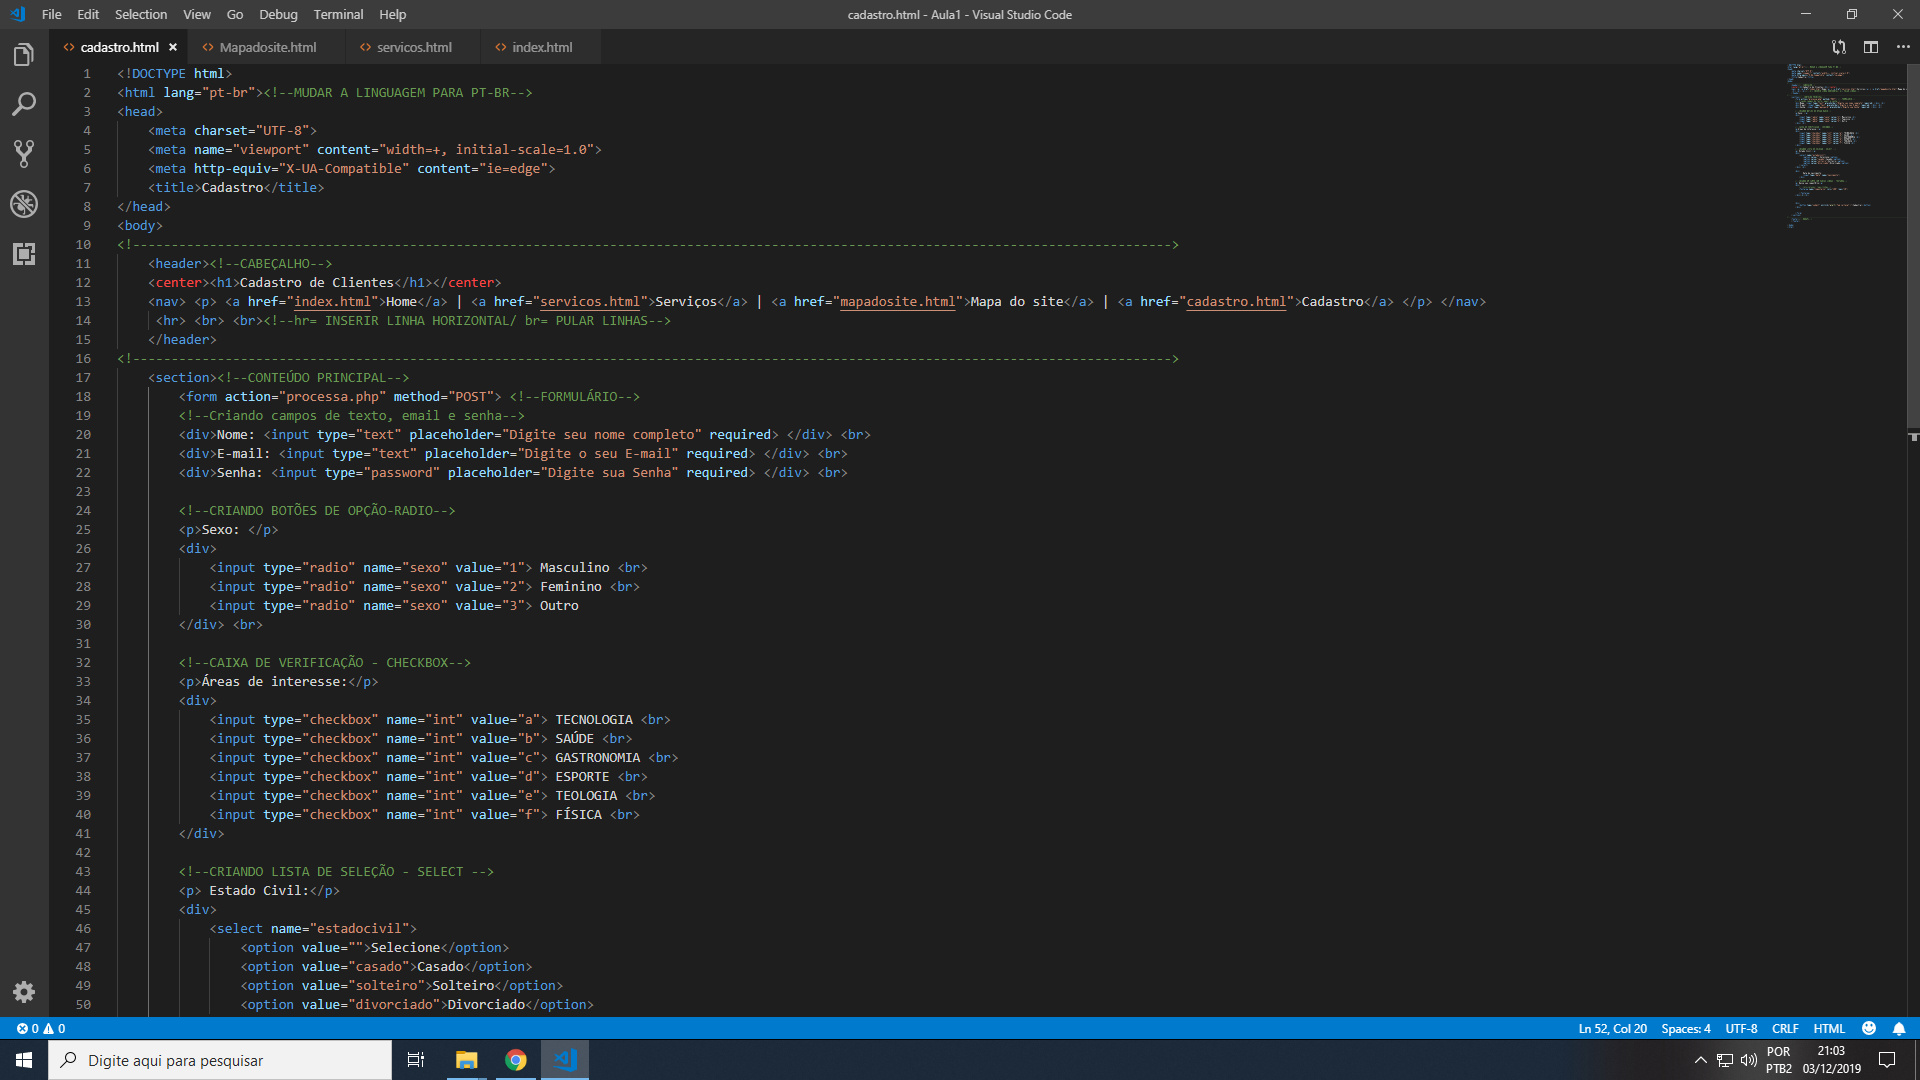 File Edit Selection View Go Debug Terminal Help
cadastro.html - Aula1 - Visual Studio Code
cadastro.html Mapadosite.html servicos.html index.html
1 <!DOCTYPE html>
2 <html lang="pt-br"><!--MUDAR A LINGUAGEM PARA PT-BR-->
3 <head>
4 <meta charset="UTF-8">
5 <meta name="viewport" content="width=+, initial-scale=1.0">
6 <meta http-equiv="X-UA-Compatible" content="ie=edge">
7 <title>Cadastro</title>
8 </head>
9 <body>
10 <!--------------------------------------------------------------------------------------------------------------------------------------->
11 <header><!--CABEÇALHO-->
12 <center><h1>Cadastro de Clientes</h1></center>
13 <nav> <p> <a href="index.html">Home</a> | <a href="servicos.html">Serviços</a> | <a href="mapadosite.html">Mapa do site</a> | <a href="cadastro.html">Cadastro</a> </p> </nav>
14 <hr> <br> <br><!--hr= INSERIR LINHA HORIZONTAL/ br= PULAR LINHAS-->
15 </header>
16 <!--------------------------------------------------------------------------------------------------------------------------------------->
17 <section><!--CONTEÚDO PRINCIPAL-->
18 <form action="processa.php" method="POST"> <!--FORMULÁRIO-->
19 <!--Criando campos de texto, email e senha-->
20 <div>Nome: <input type="text" placeholder="Digite seu nome completo" required> </div> <br>
21 <div>E-mail: <input type="text" placeholder="Digite o seu E-mail" required> </div> <br>
22 <div>Senha: <input type="password" placeholder="Digite sua Senha" required> </div> <br>
23
24 <!--CRIANDO BOTÕES DE OPÇÃO-RADIO-->
25 <p>Sexo: </p>
26 <div>
27 <input type="radio" name="sexo" value="1"> Masculino <br>
28 <input type="radio" name="sexo" value="2"> Feminino <br>
29 <input type="radio" name="sexo" value="3"> Outro
30 </div> <br>
31
32 <!--CAIXA DE VERIFICAÇÃO - CHECKBOX-->
33 <p>Áreas de interesse:</p>
34 <div>
35 <input type="checkbox" name="int" value="a"> TECNOLOGIA <br>
36 <input type="checkbox" name="int" value="b"> SAÚDE <br>
37 <input type="checkbox" name="int" value="c"> GASTRONOMIA <br>
38 <input type="checkbox" name="int" value="d"> ESPORTE <br>
39 <input type="checkbox" name="int" value="e"> TEOLOGIA <br>
40 <input type="checkbox" name="int" value="f"> FÍSICA <br>
41 </div>
42
43 <!--CRIANDO LISTA DE SELEÇÃO - SELECT -->
44 <p> Estado Civil:</p>
45 <div>
46 <select name="estadocivil">
47 <option value="">Selecione</option>
48 <option value="casado">Casado</option>
49 <option value="solteiro">Solteiro</option>
50 <option value="divorciado">Divorciado</option>
0 0
Ln 52, Col 20 Spaces: 4 UTF-8 CRLF HTML
Digite aqui para pesquisar
POR 21:03
PTB2 03/12/2019